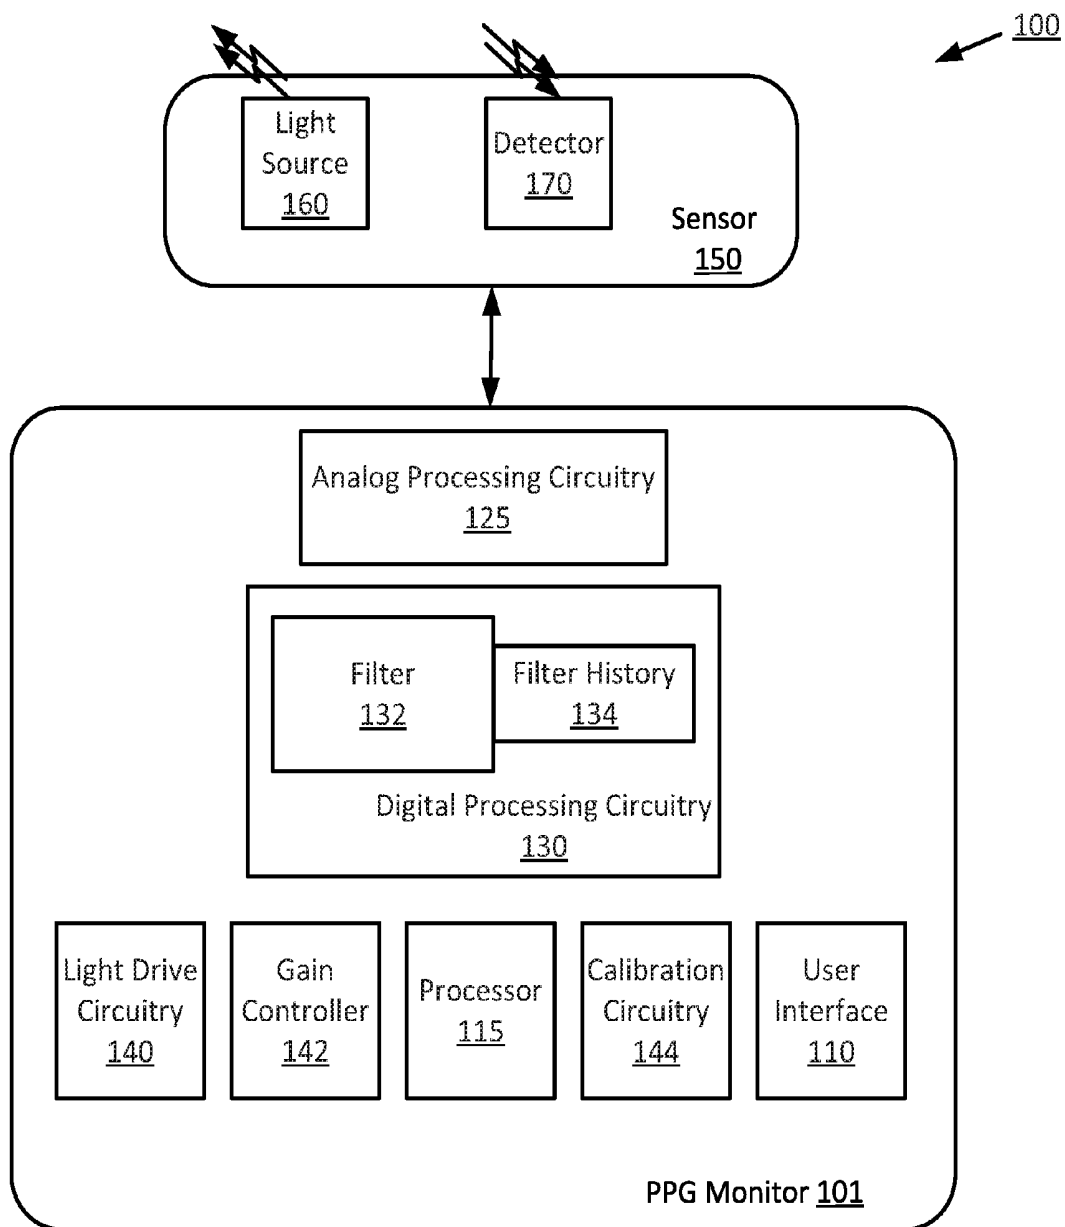 100
Light
Source
160
Detector
170
Sensor
150
Analog Processing Circuitry
125
Filter
132
Filter History
134
Digital Processing Circuitry
130
Light Drive
Circuitry
140
Gain
Controller
142
Processor
115
Calibration
Circuitry
144
User
Interface
110
PPG Monitor 101